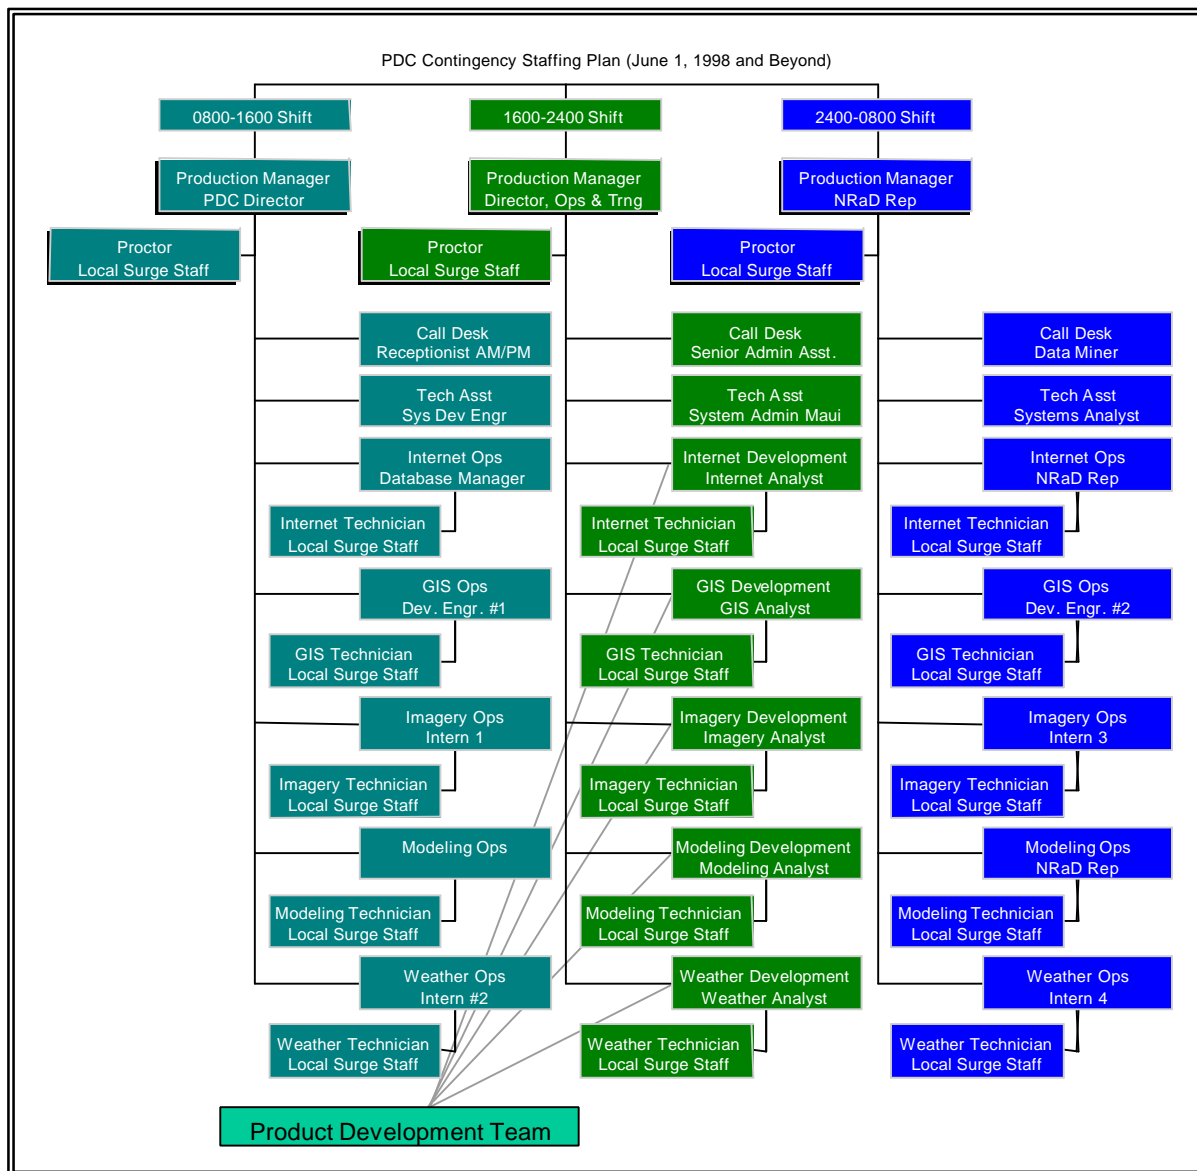 PDC Contingency Staffing Plan (June 1, 1998 and Beyond)
0800-1600 Shift
Production Manager
PDC Director
Proctor
Local Surge Staff
Call Desk
Receptionist AM/PM
Tech Asst
Sys Dev Engr
Internet Ops
Database Manager
Internet Technician
Local Surge Staff
GIS Ops
Dev. Engr. #1
GIS Technician
Local Surge Staff
Imagery Ops
Intern 1
Imagery Technician
Local Surge Staff
Modeling Ops
Modeling Technician
Local Surge Staff
Weather Ops
Intern #2
Weather Technician
Local Surge Staff
1600-2400 Shift
Production Manager
Director, Ops & Trng
Proctor
Local Surge Staff
Call Desk
Senior Admin Asst.
Tech Asst
System Admin Maui
Internet Development
Internet Analyst
Internet Technician
Local Surge Staff
GIS Development
GIS Analyst
GIS Technician
Local Surge Staff
Imagery Development
Imagery Analyst
Imagery Technician
Local Surge Staff
Modeling Development
Modeling Analyst
Modeling Technician
Local Surge Staff
Weather Development
Weather Analyst
Weather Technician
Local Surge Staff
2400-0800 Shift
Production Manager
NRaD Rep
Proctor
Local Surge Staff
Call Desk
Data Miner
Tech Asst
Systems Analyst
Internet Ops
NRaD Rep
Internet Technician
Local Surge Staff
GIS Ops
Dev. Engr. #2
GIS Technician
Local Surge Staff
Imagery Ops
Intern 3
Imagery Technician
Local Surge Staff
Modeling Ops
NRaD Rep
Modeling Technician
Local Surge Staff
Weather Ops
Intern 4
Weather Technician
Local Surge Staff
Product Development Team